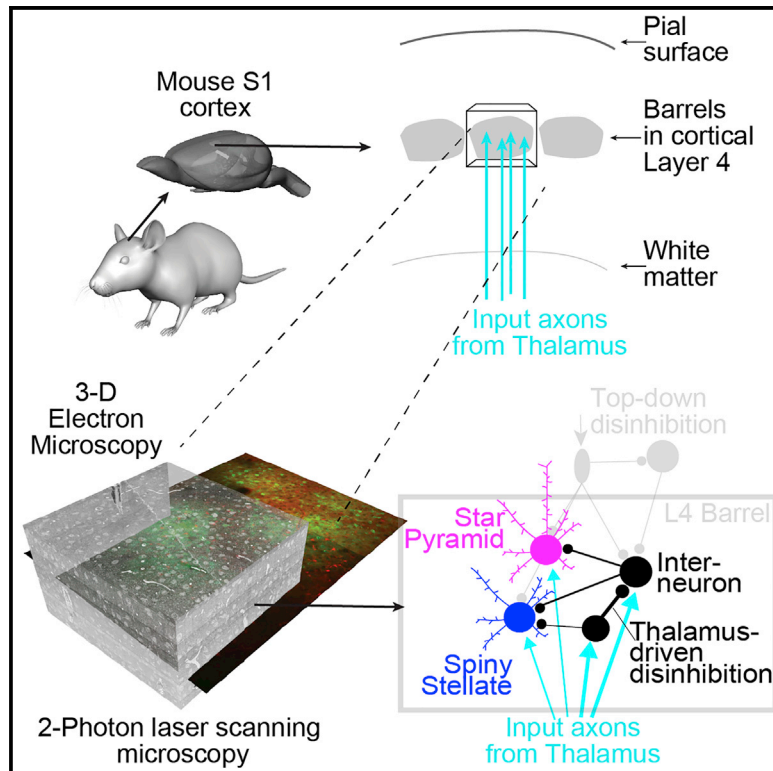 Mouse S1
cortex
Pial
surface
Barrels
in cortical
Layer 4
White
matter
Input axons
from Thalamus
3-D
Electron
Microscopy
2-Photon laser scanning
microscopy
Top-down
disinhibition
L4 Barrel
Star
Pyramid
Inter-
neuron
Thalamus-
driven
disinhibition
Spiny
Stellate
Input axons
from Thalamus